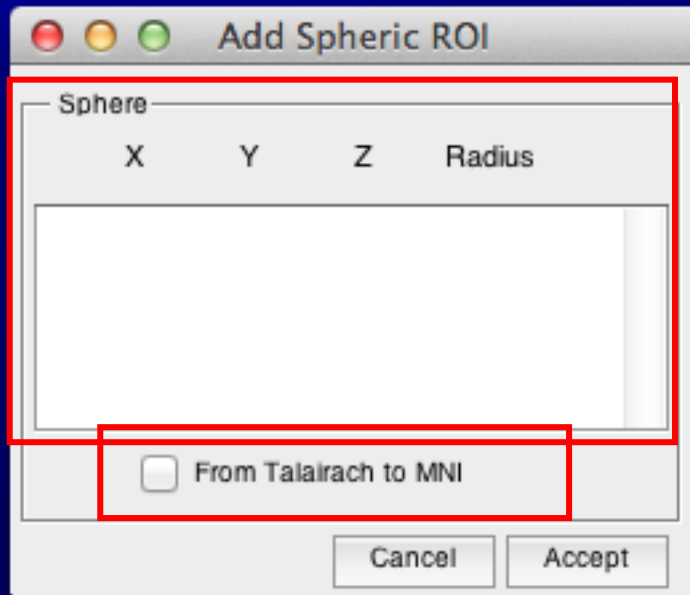 Add Spheric ROI
Sphere
X Y Z Radius
From Talairach to MNI
Cancel Accept